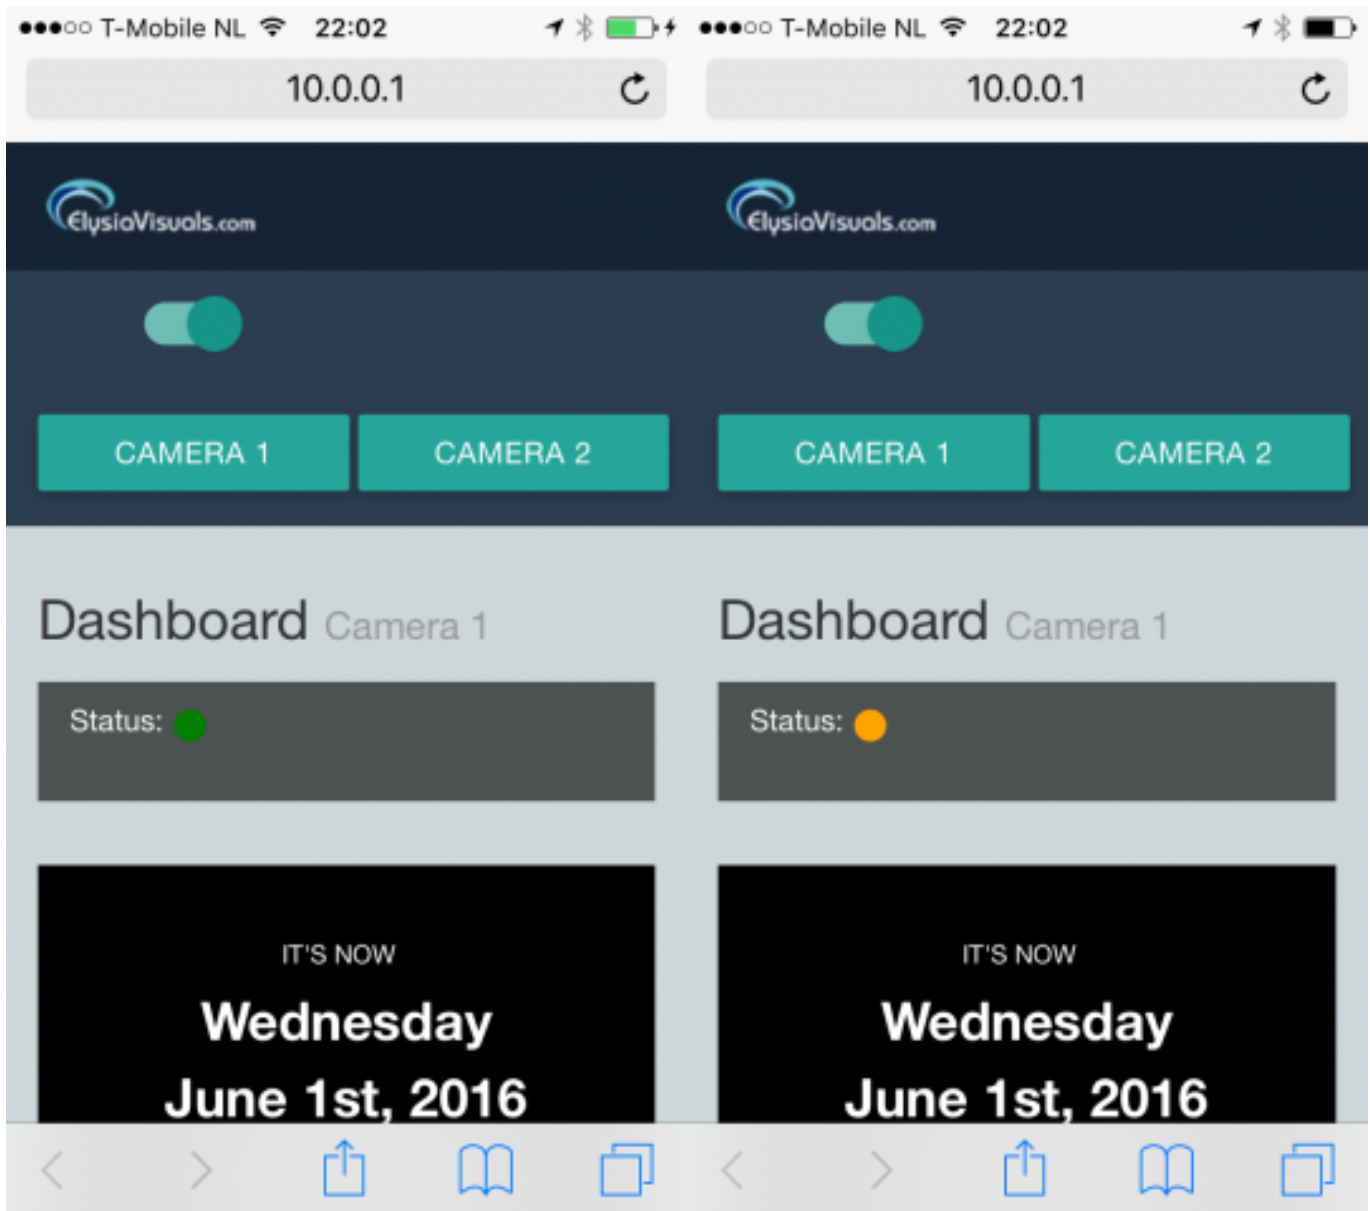 T-Mobile NL 22:02
10.0.0.1
ElysiaVisuals.com
CAMERA 1 CAMERA 2
Dashboard Camera 1
Status:
IT'S NOW
Wednesday
June 1st, 2016
T-Mobile NL 22:02
10.0.0.1
ElysiaVisuals.com
CAMERA 1 CAMERA 2
Dashboard Camera 1
Status:
IT'S NOW
Wednesday
June 1st, 2016